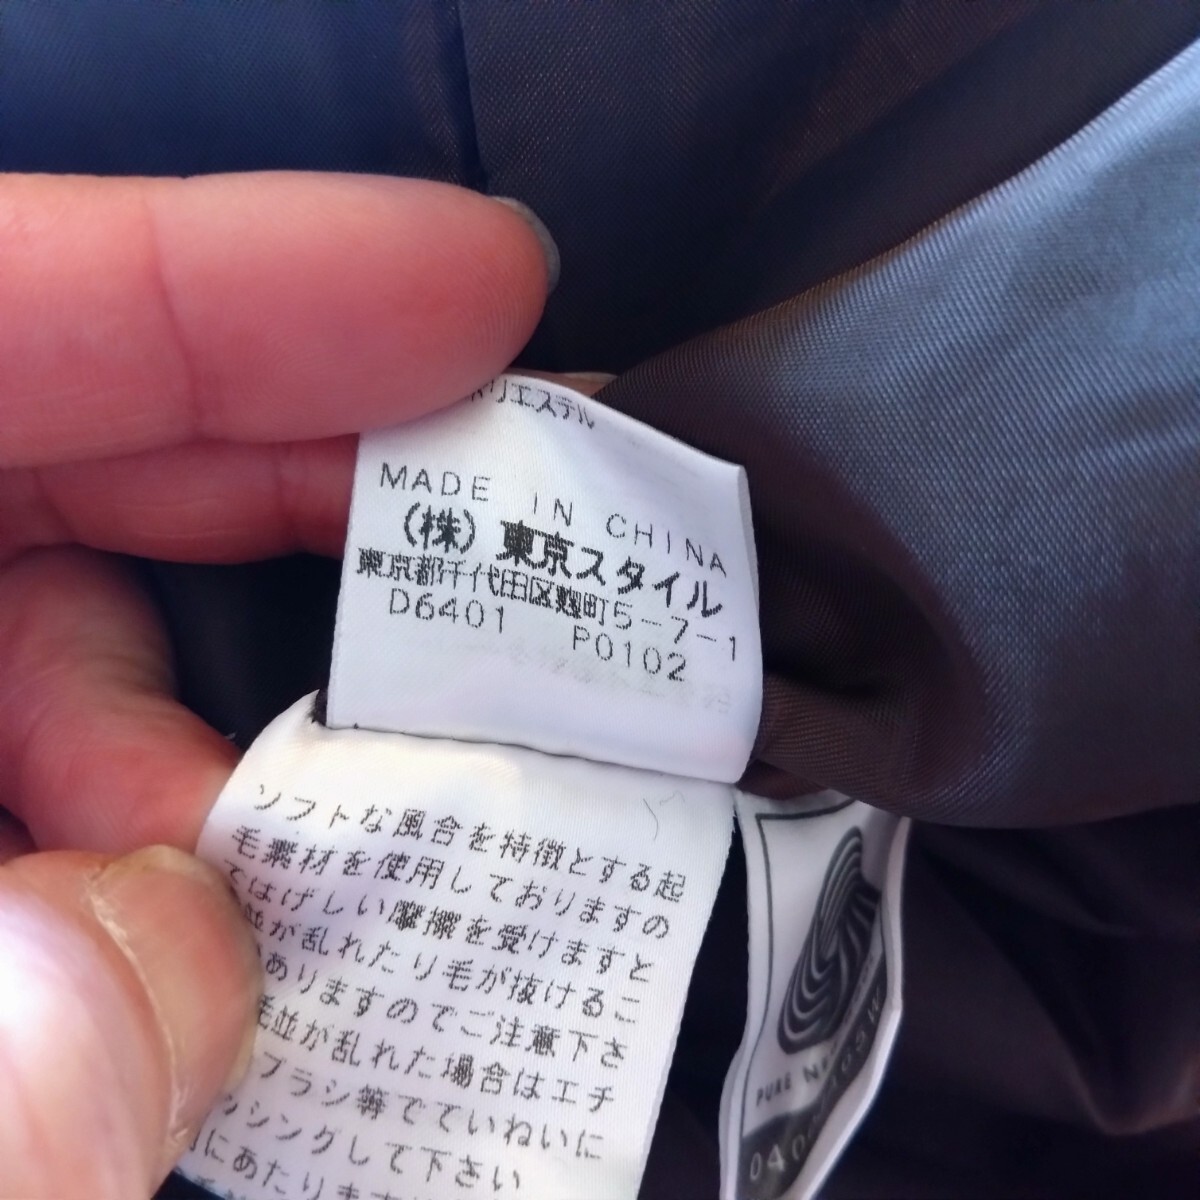 ポリエステル
MADE IN CHINA
(株)東京スタイル
東京都千代田区麹町5-7-1
D6401 P0102
ソフトな風合を特徴とする起
毛素材を使用しておりますの
ではげしい摩擦を受けますと
毛並が乱れたり毛が抜けるこ
ありますのでご注意下さ
毛並が乱れた場合はエチ
ブラシ等でていねいに
ッシングして下さい
にあたります
PURE NEW
040